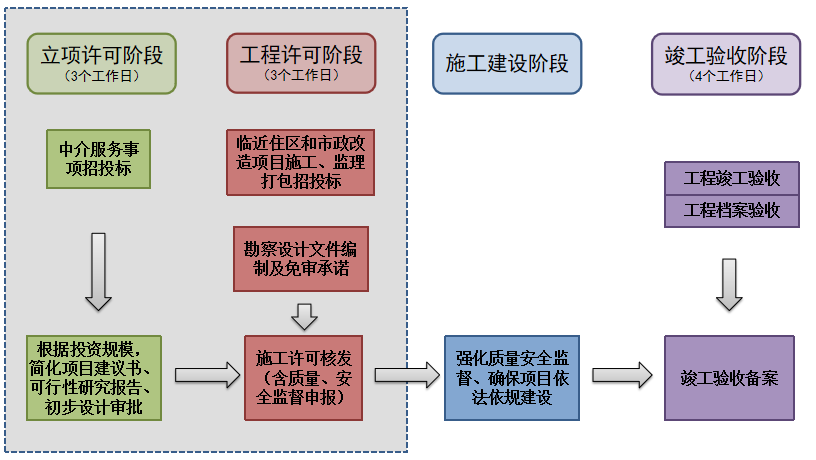 立项许可阶段
（3个工作日）
工程许可阶段
（3个工作日）
施工建设阶段
竣工验收阶段
（4个工作日）
中介服务事
项招投标
临近住区和市政改
造项目施工、监理
打包招投标
工程竣工验收
工程档案验收
勘察设计文件编
制及免审承诺
根据投资规模，
简化项目建议书、
可行性研究报告、
初步设计审批
施工许可核发
（含质量、安
全监督申报）
强化质量安全监
督、确保项目依
法依规建设
竣工验收备案